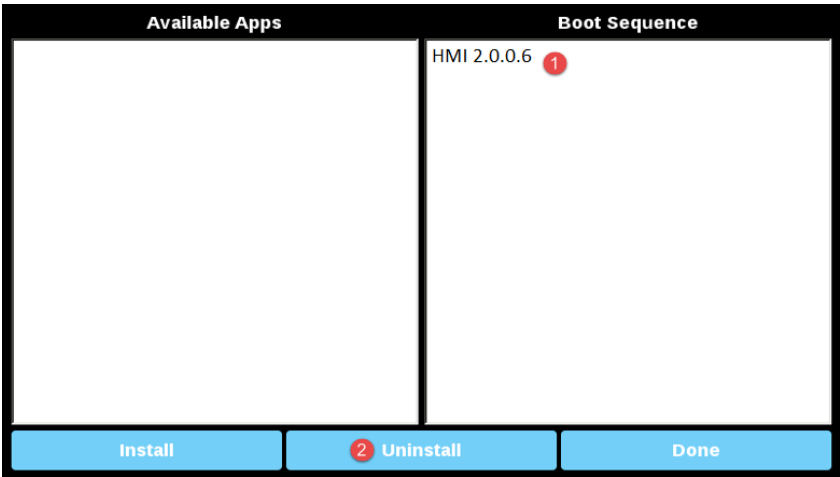 Available Apps
Boot Sequence
HMI 2.0.0.6 1
Install
2 Uninstall
Done